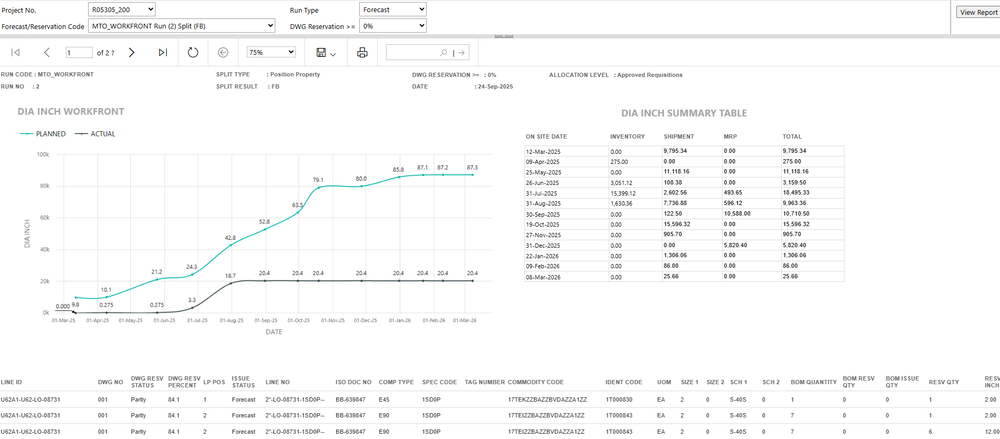 Project No. R05305_200 Run Type Forecast View Report
Forecast/Reservation Code MTO_WORKFRONT Run (2) Split (FB) DWG Reservation >= 0%
1 of 2 ? 75%
RUN CODE : MTO_WORKFRONT SPLIT TYPE : Position Property DWG RESERVATION >= : 0% ALLOCATION LEVEL : Approved Requisitions
RUN NO : 2 SPLIT RESULT : FB DATE : 24-Sep-2025
DIA INCH WORKFRONT
PLANNED ACTUAL
100k
80k
60k
40k
20k
0k
DIA INCH
9.8 10.1 21.2 24.3 42.8 52.8 63.5 79.1 80.0 85.8 87.1 87.2 87.3
0.000 0.275 0.275 3.3 18.7 20.4 20.4 20.4 20.4 20.4 20.4 20.4 20.4
01-Mar-25 01-Apr-25 01-May-25 01-Jun-25 01-Jul-25 01-Aug-25 01-Sep-25 01-Oct-25 01-Nov-25 01-Dec-25 01-Jan-26 01-Feb-26 01-Mar-26
DATE
DIA INCH SUMMARY TABLE
ON SITE DATE INVENTORY SHIPMENT MRP TOTAL
12-Mar-2025 0.00 9,795.34 0.00 9,795.34
09-Apr-2025 275.00 0.00 0.00 275.00
25-May-2025 0.00 11,118.16 0.00 11,118.16
26-Jun-2025 3,051.12 108.38 0.00 3,159.50
31-Jul-2025 15,399.12 2,602.56 493.65 18,495.33
31-Aug-2025 1,630.36 7,736.88 596.12 9,963.36
30-Sep-2025 0.00 122.50 10,588.00 10,710.50
19-Oct-2025 0.00 15,596.32 0.00 15,596.32
27-Nov-2025 0.00 905.70 0.00 905.70
31-Dec-2025 0.00 0.00 5,820.40 5,820.40
22-Jan-2026 0.00 1,306.06 0.00 1,306.06
09-Feb-2026 0.00 86.00 0.00 86.00
08-Mar-2026 0.00 25.66 0.00 25.66
LINE ID DWG NO DWG RESV STATUS DWG RESV PERCENT LP POS ISSUE STATUS LINE NO ISO DOC NO COMP TYPE SPEC CODE TAG NUMBER COMMODITY CODE IDENT CODE UOM SIZE 1 SIZE 2 SCH 1 SCH 2 BOM QUANTITY BOM RESV QTY BOM ISSUE QTY RESV QTY RESV INCH
U62A1-U62-LO-08731 001 Partly 84.1 1 Forecast 2"-LO-08731-1SD0P-- BB-639847 E45 1SD0P 17TEKZZBAZZBVDAZZA1ZZ 1T000830 EA 2 0 S-40S 0 1 0 0 1 2.00
U62A1-U62-LO-08731 001 Partly 84.1 2 Forecast 2"-LO-08731-1SD0P-- BB-639847 E90 1SD0P 17TEIZZBAZZBVDAZZA1ZZ 1T000843 EA 2 0 S-40S 0 7 0 0 1 2.00
U62A1-U62-LO-08731 001 Partly 84.1 2 Forecast 2"-LO-08731-1SD0P-- BB-639847 E90 1SD0P 17TEIZZBAZZBVDAZZA1ZZ 1T000843 EA 2 0 S-40S 0 7 0 0 6 12.00